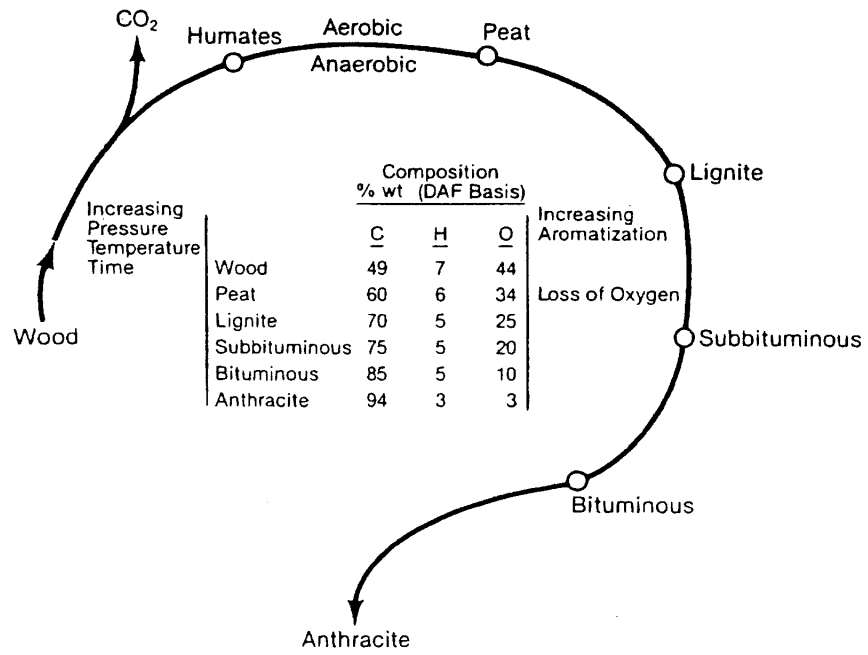 CO₂
Humates
Aerobic
Anaerobic
Peat
Lignite
Subbituminous
Bituminous
Anthracite
Wood
Increasing
Pressure
Temperature
Time
Composition
% wt (DAF Basis)
C H O
Wood 49 7 44
Peat 60 6 34
Lignite 70 5 25
Subbituminous 75 5 20
Bituminous 85 5 10
Anthracite 94 3 3
Increasing
Aromatization
Loss of Oxygen